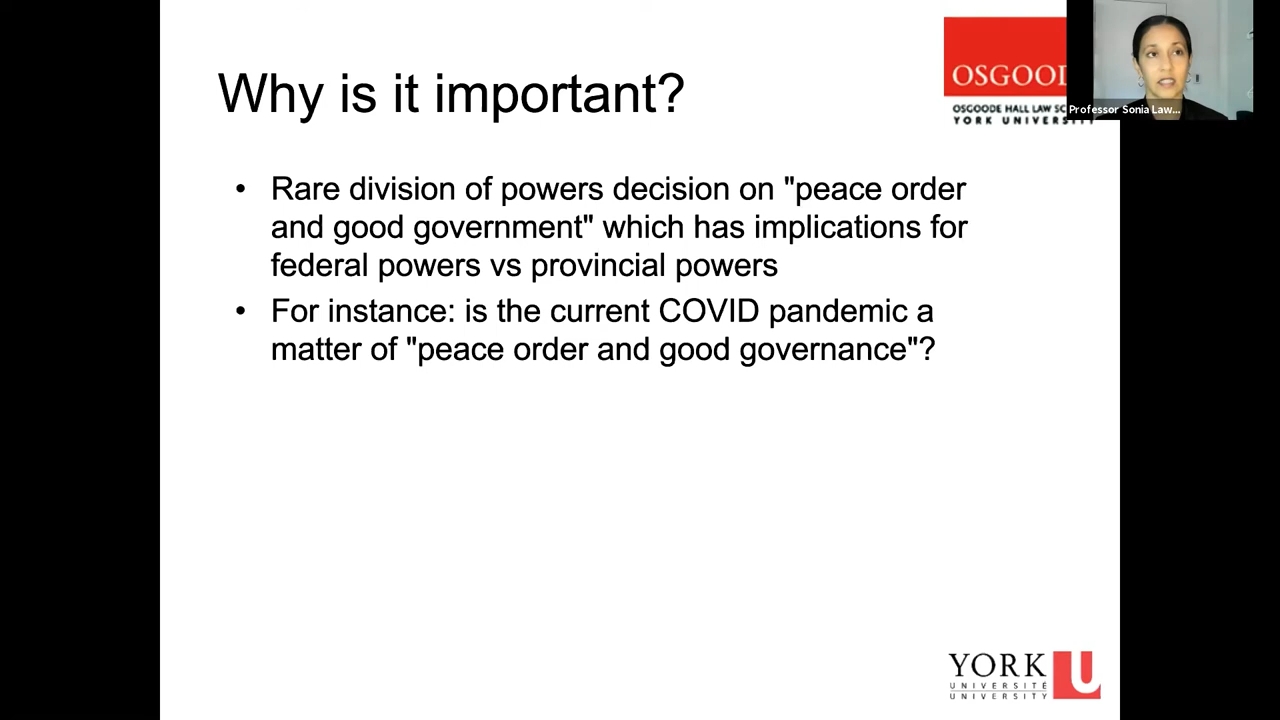 Why is it important?
OSGOOD
OSGOODE HALL LAW SC
YORK UNIVERSITY
Professor Sonia Law...
• Rare division of powers decision on "peace order
and good government" which has implications for
federal powers vs provincial powers
• For instance: is the current COVID pandemic a
matter of "peace order and good governance"?
YORK U
UNIVERSITÉ
UNIVERSITY